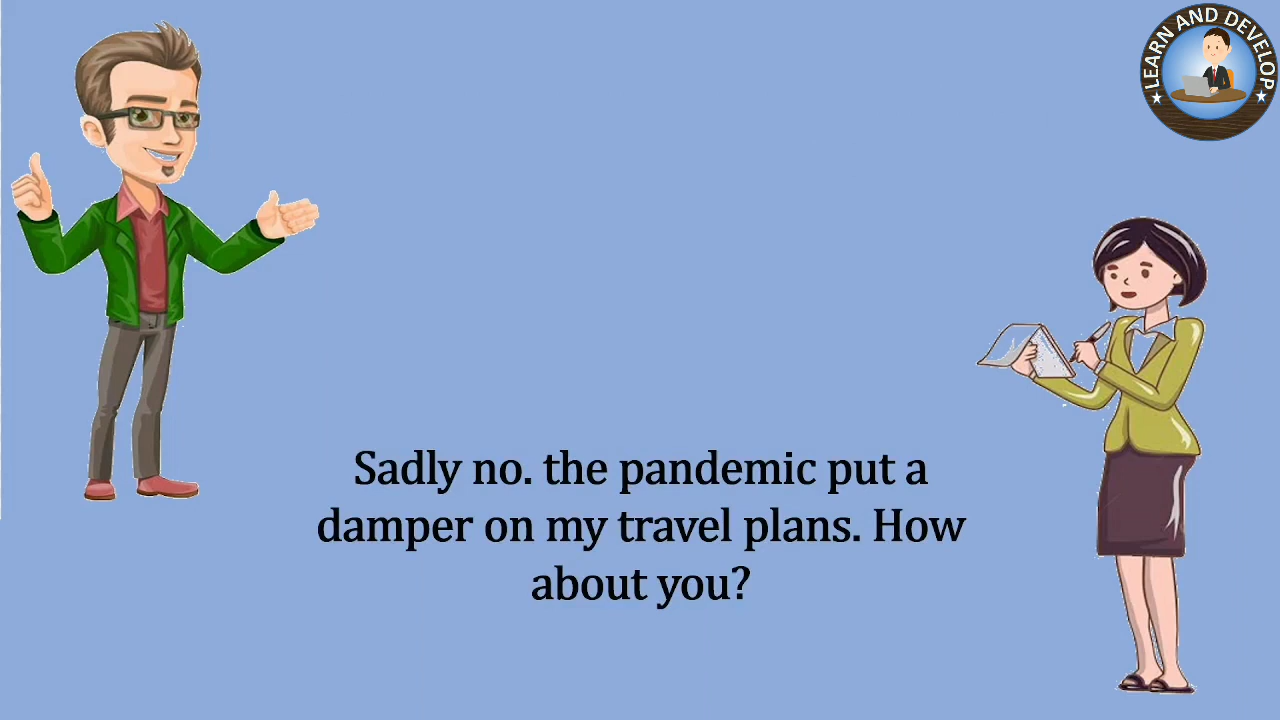 LEARN AND DEVELOP
Sadly no. the pandemic put a
damper on my travel plans. How
about you?